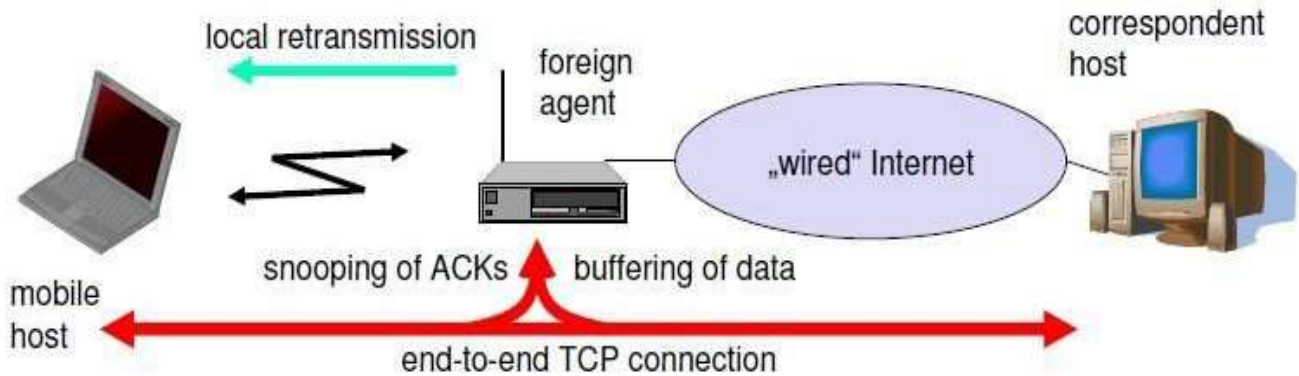 local retransmission
foreign
agent
correspondent
host
„wired" Internet
snooping of ACKs
buffering of data
mobile
host
end-to-end TCP connection